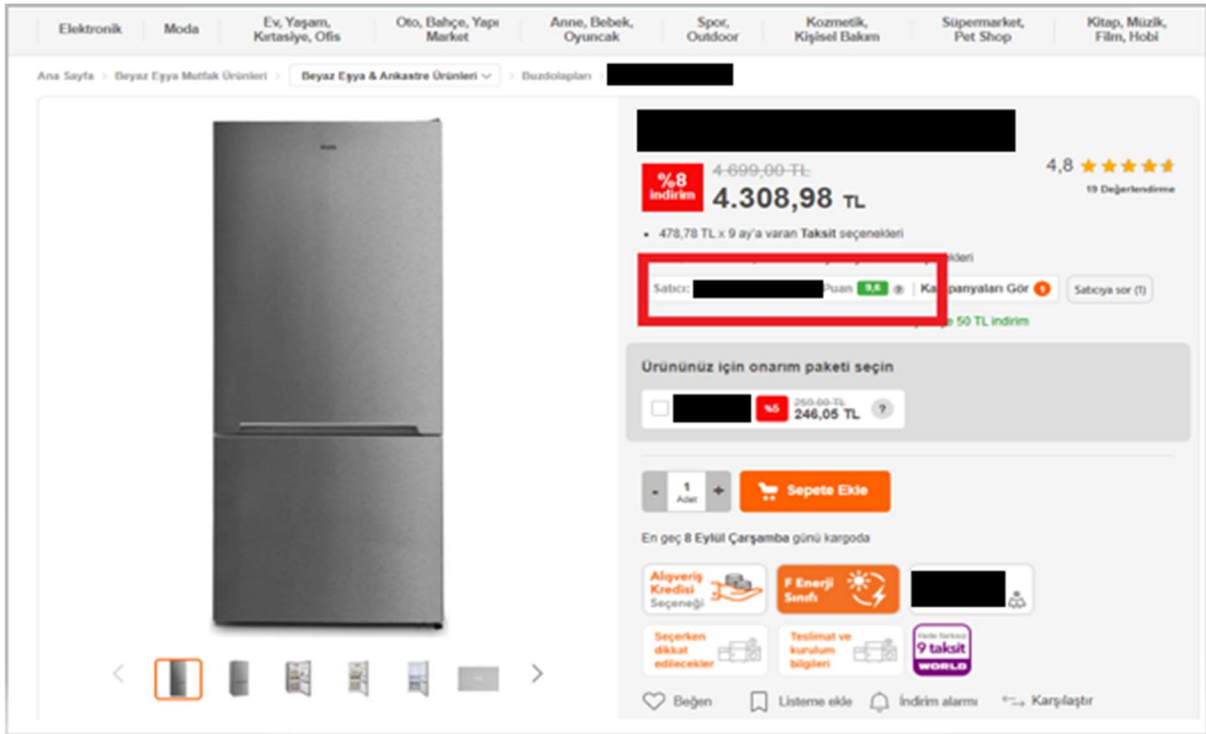 Elektronik
Moda
Ev, Yaşam,
Kırtasiye, Ofis
Oto, Bahçe, Yapı
Market
Anne, Bebek,
Oyuncak
Spor,
Outdoor
Kozmetik,
Kişisel Bakım
Süpermarket,
Pet Shop
Kitap, Müzik,
Film, Hobi
Ana Sayfa > Beyaz Eşya Mutfak Ürünleri > Beyaz Eşya & Ankastre Ürünleri > Buzdolapları >
%8
indirim
4.699,00 TL
4.308,98 TL
4,8
19 Değerlendirme
• 478,78 TL x 9 ay'a varan Taksit seçenekleri
Satıcı: Puan 9,6 ? | Ka panyaları Gör 1
Satıcıya sor (1)
50 TL indirim
Ürününüz için onarım paketi seçin
%5
259,00 TL
246,05 TL ?
- 1 +
Adet
Sepete Ekle
En geç 8 Eylül Çarşamba günü kargoda
Alışveriş
Kredisi
Seçeneği
F Enerji
Sınıfı
Seçerken
dikkat
edilecekler
Teslimat ve
kurulum
bilgileri
Vade farksız
9 taksit
WORLD
Beğen
Listeme ekle
İndirim alarmı
Karşılaştır